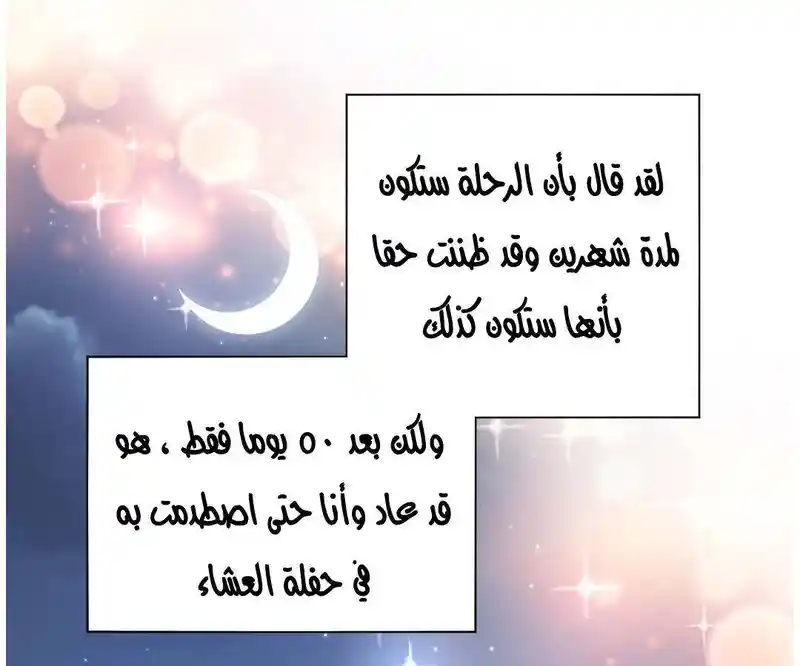 لقد قال بأن الرحلة ستكون
لمدة شهرين وقد ظننت حقا
بأنها ستكون كذلك
ولكن بعد ٥٠ يوما فقط ، هو
قد عاد وأنا حتى اصطدمت به
في حفلة العشاء